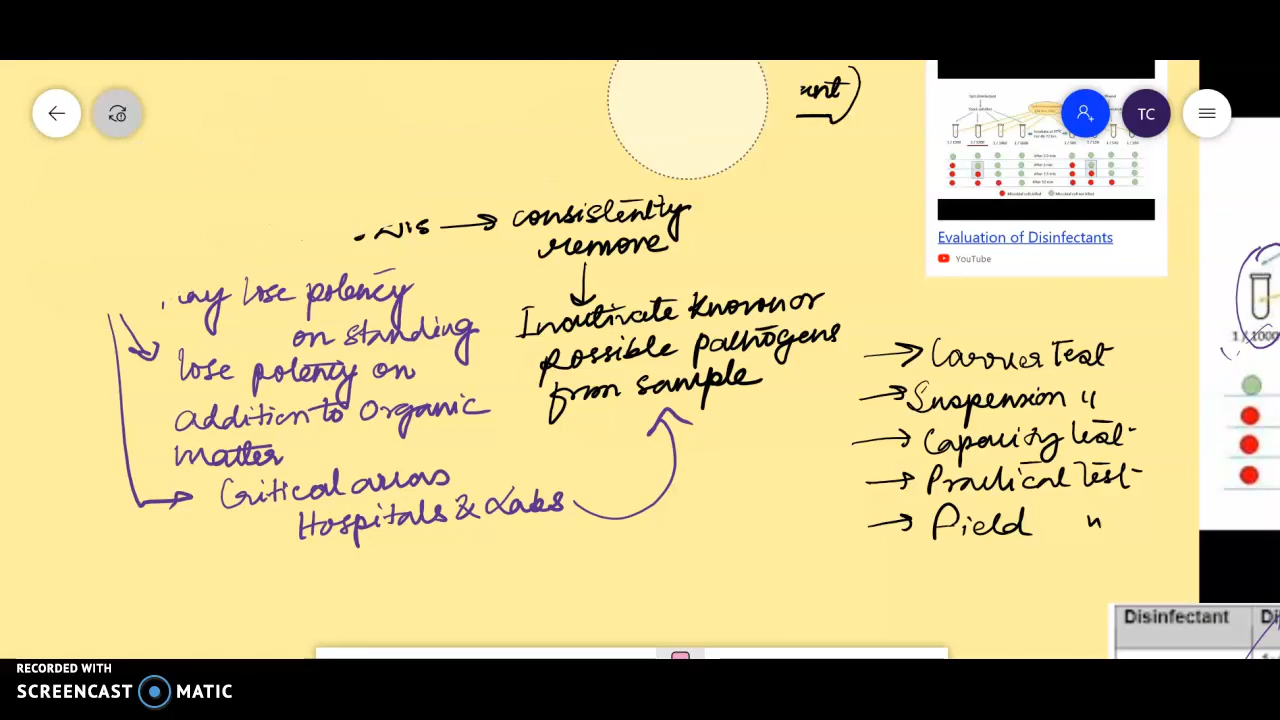 TC
Evaluation of Disinfectants
YouTube
consistently
remove
Inactivate known or
possible pathogens
from sample
lose potency
on standing
lose potency on
addition to organic
matter
Critical areas
Hospitals & Labs
Carrier Test
Suspension "
Capacity test
Practical Test
Field "
1 / 1000
Disinfectant
RECORDED WITH
SCREENCAST MATIC